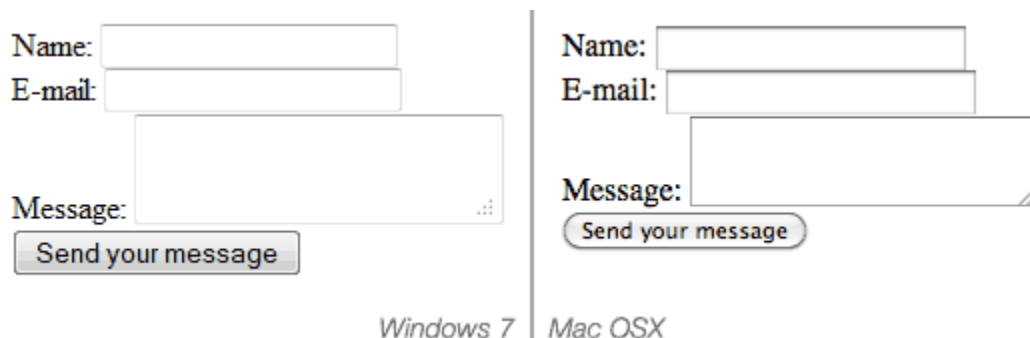 Name:
E-mail:
Message:
Send your message
Windows 7
Name:
E-mail:
Message:
Send your message
Mac OSX